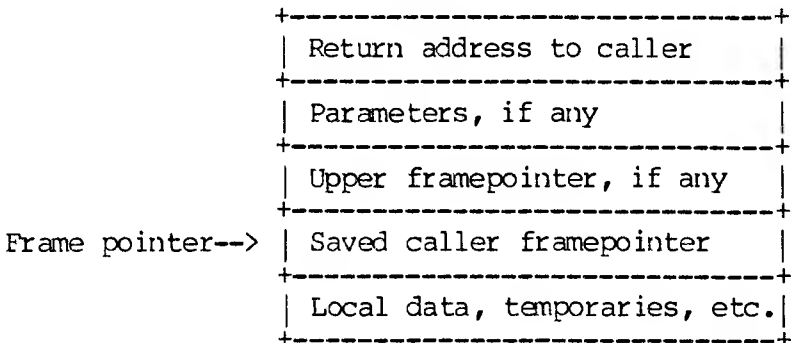 Return address to caller
Parameters, if any
Upper framepointer, if any
Frame pointer--> Saved caller framepointer
Local data, temporaries, etc.